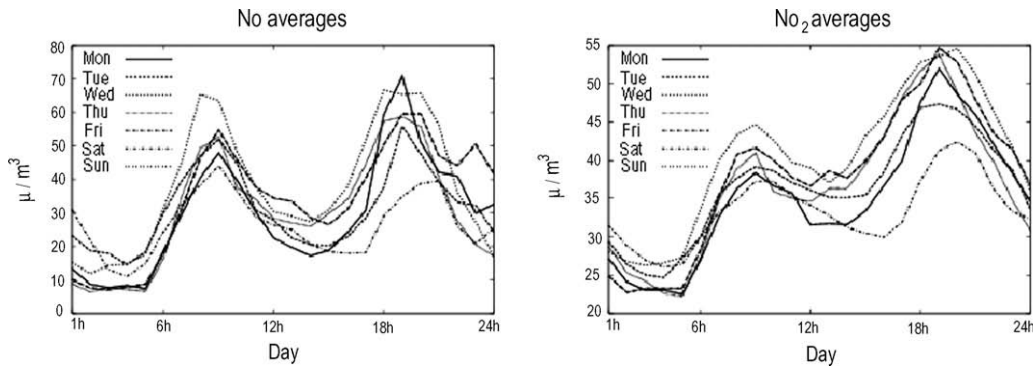 No averages
80
70
60
50
40
30
20
10
0
μ / m³
Mon
Tue
Wed
Thu
Fri
Sat
Sun
1h
6h
12h
18h
24h
Day
No₂ averages
55
50
45
40
35
30
25
20
μ / m³
Mon
Tue
Wed
Thu
Fri
Sat
Sun
1h
6h
12h
18h
24h
Day